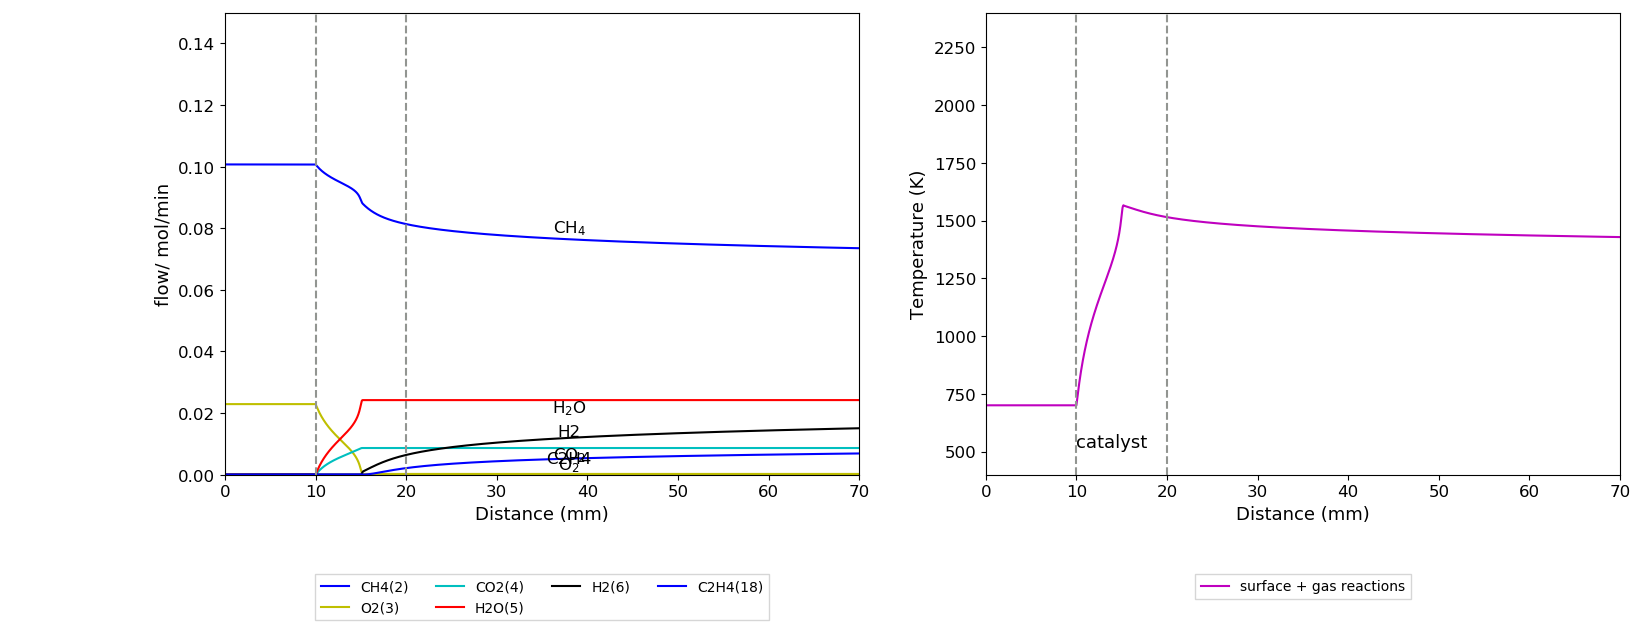 0.14
0.12
0.10
0.08
0.06
0.04
0.02
0.00
flow/ mol/min
CH₄
H₂O
H2
CO₂
C2H4
O₂
0 10 20 30 40 50 60 70
Distance (mm)
CH4(2) CO2(4) H2(6) C2H4(18)
O2(3) H2O(5)
2250
2000
1750
1500
1250
1000
750
500
Temperature (K)
catalyst
0 10 20 30 40 50 60 70
Distance (mm)
surface + gas reactions